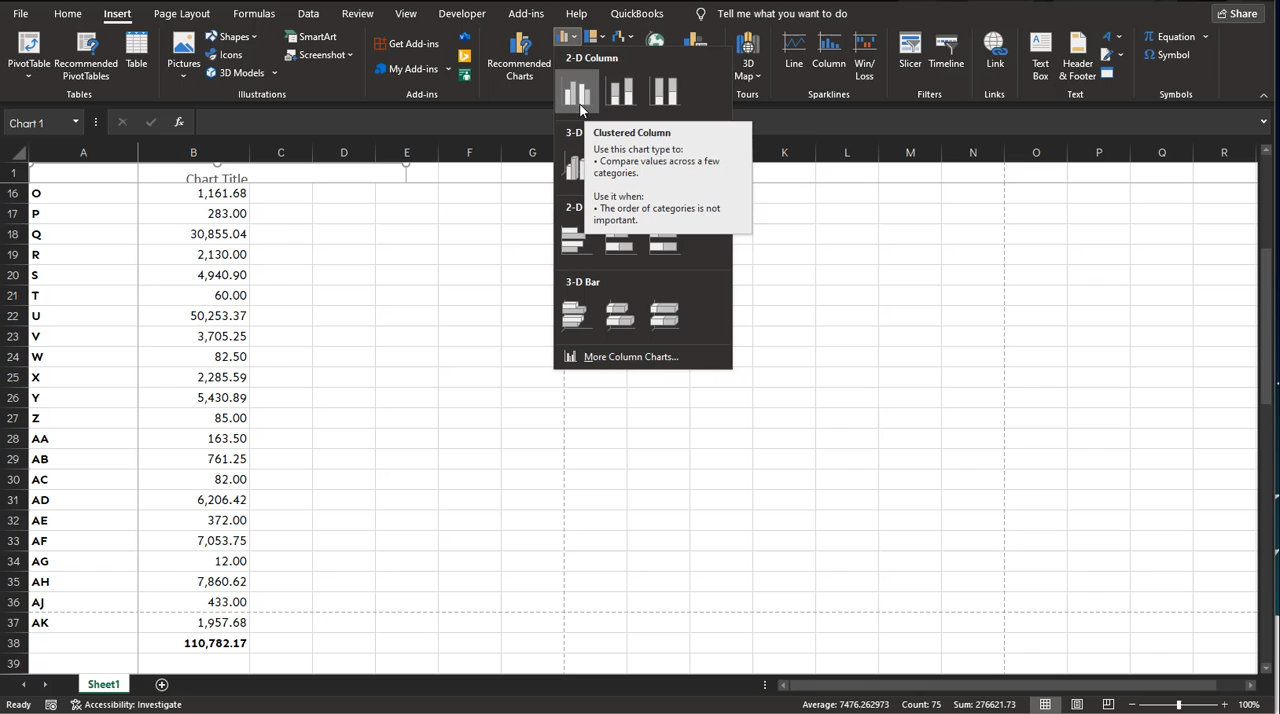 File Home Insert Page Layout Formulas Data Review View Developer Add-ins Help QuickBooks Tell me what you want to do Share
PivotTable Recommended PivotTables Table
Tables
Pictures Shapes Icons 3D Models SmartArt Screenshot
Illustrations
Get Add-ins
My Add-ins
Add-ins
Recommended Charts
3D Map
Tours
Line Column Win/ Loss
Sparklines
Slicer Timeline
Filters
Link
Links
Text Box Header & Footer
Text
Equation
Symbol
Symbols
2-D Column
3-D
2-D
3-D Bar
More Column Charts...
Clustered Column
Use this chart type to:
• Compare values across a few
categories.
Use it when:
• The order of categories is not
important.
Chart 1
fx
A B C D E F G K L M N O P Q R
1 Chart Title
16 O 1,161.68
17 P 283.00
18 Q 30,855.04
19 R 2,130.00
20 S 4,940.90
21 T 60.00
22 U 50,253.37
23 V 3,705.25
24 W 82.50
25 X 2,285.59
26 Y 5,430.89
27 Z 85.00
28 AA 163.50
29 AB 761.25
30 AC 82.00
31 AD 6,206.42
32 AE 372.00
33 AF 7,053.75
34 AG 12.00
35 AH 7,860.62
36 AJ 433.00
37 AK 1,957.68
38 110,782.17
39
Sheet1
Ready Accessibility: Investigate Average: 7476.262973 Count: 75 Sum: 276621.73 100%